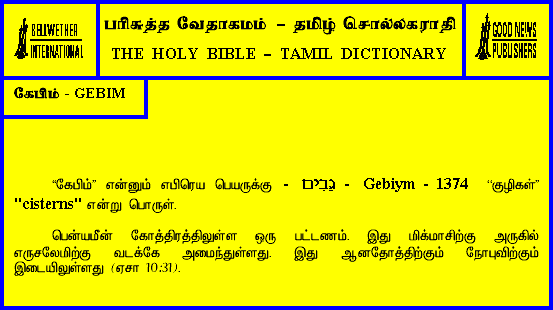 BELLWETHER
INTERNATIONAL
பரிசுத்த வேதாகமம் – தமிழ் சொல்லகராதி
THE HOLY BIBLE – TAMIL DICTIONARY
GOOD NEWS
PUBLISHERS
கேபிம் - GEBIM
“கேபிம்” என்னும் எபிரெய பெயருக்கு - גֵּבִים - Gebiym - 1374 “குழிகள்”
"cisterns" என்று பொருள்.
பென்யமீன் கோத்திரத்திலுள்ள ஒரு பட்டணம். இது மிக்மாசிற்கு அருகில்
எருசலேமிற்கு வடக்கே அமைந்துள்ளது. இது ஆனதோத்திற்கும் நோபுவிற்கும்
இடையிலுள்ளது (ஏசா 10:31).